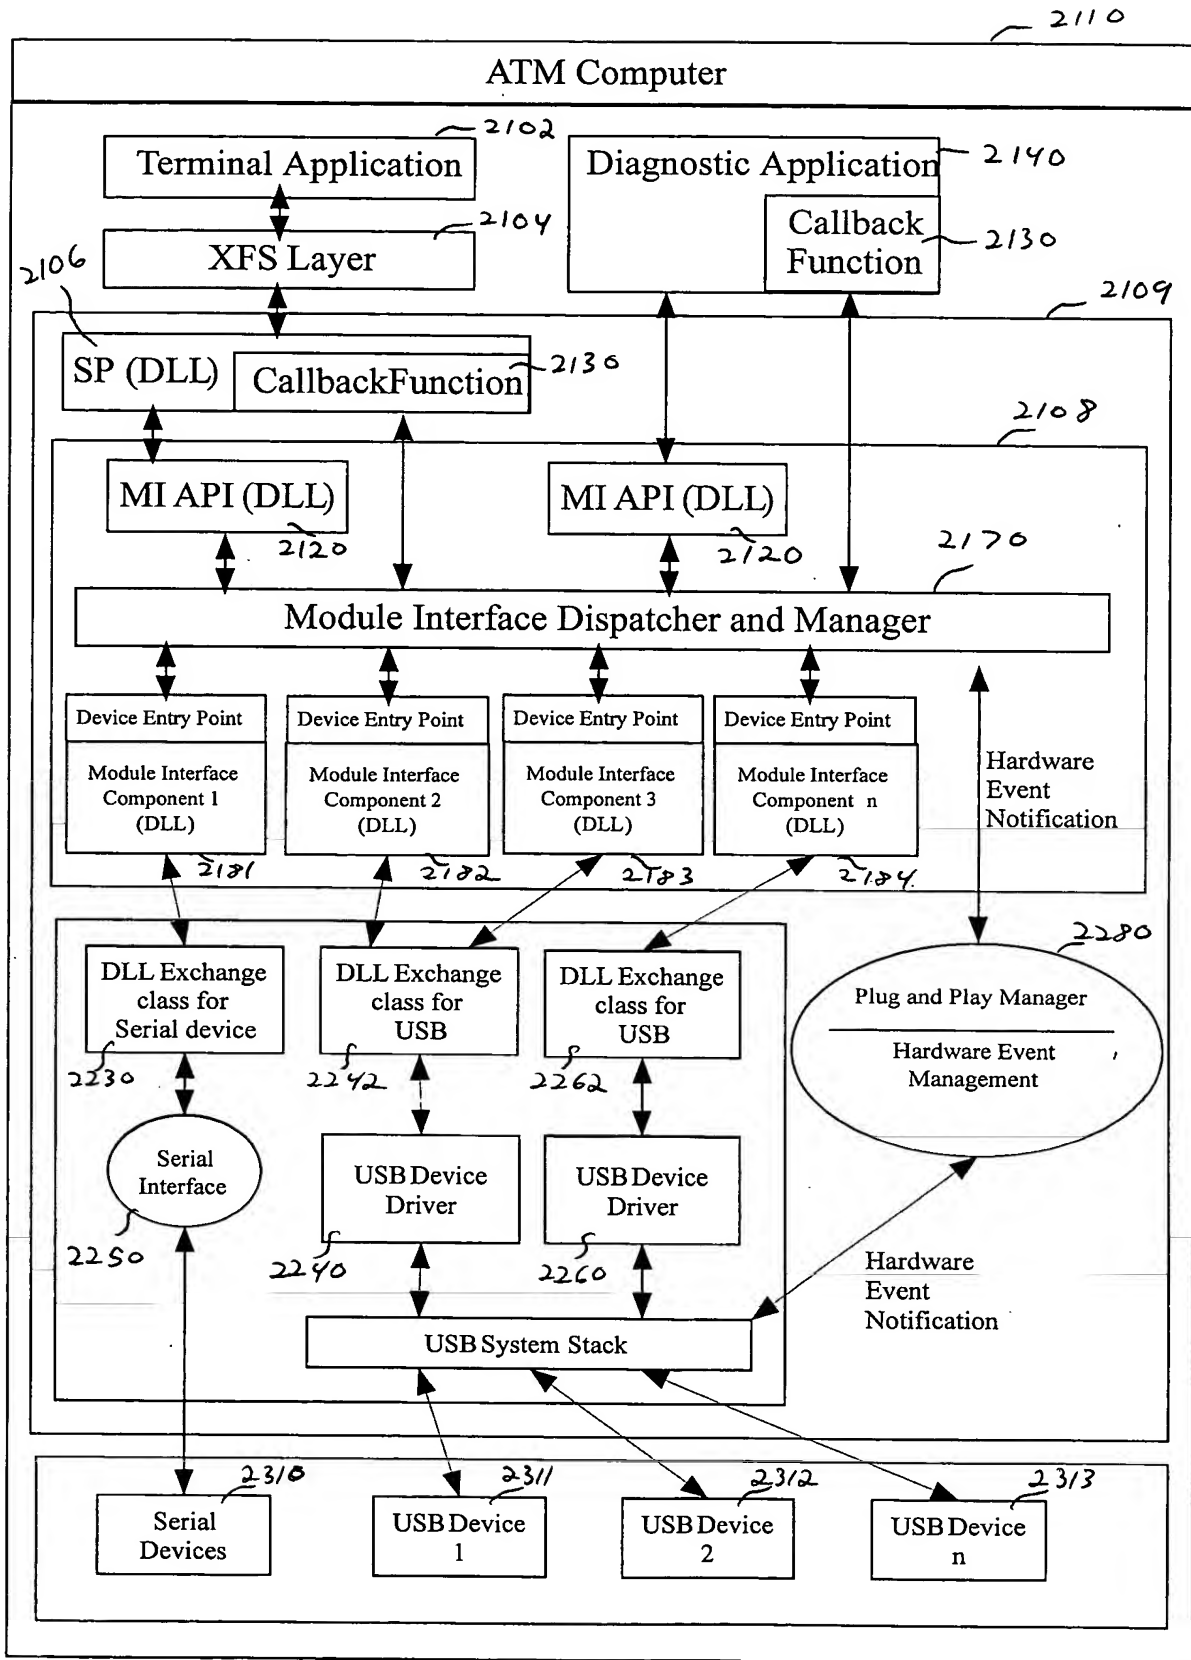 2110
ATM Computer
2102
Terminal Application
2140
Diagnostic Application
2104
XFS Layer
Callback
Function
2130
2106
2109
SP (DLL)
CallbackFunction
2130
2108
MI API (DLL)
2120
MI API (DLL)
2120
2170
Module Interface Dispatcher and Manager
Device Entry Point
Device Entry Point
Device Entry Point
Device Entry Point
Module Interface
Component 1
(DLL)
Module Interface
Component 2
(DLL)
Module Interface
Component 3
(DLL)
Module Interface
Component n
(DLL)
Hardware
Event
Notification
2181
2182
2183
2184
2280
DLL Exchange
class for
Serial device
DLL Exchange
class for
USB
DLL Exchange
class for
USB
Plug and Play Manager
Hardware Event
Management
2230
2242
2262
Serial
Interface
USB Device
Driver
USB Device
Driver
2250
2240
2260
Hardware
Event
Notification
USB System Stack
2310
2311
2312
2313
Serial
Devices
USB Device
1
USB Device
2
USB Device
n